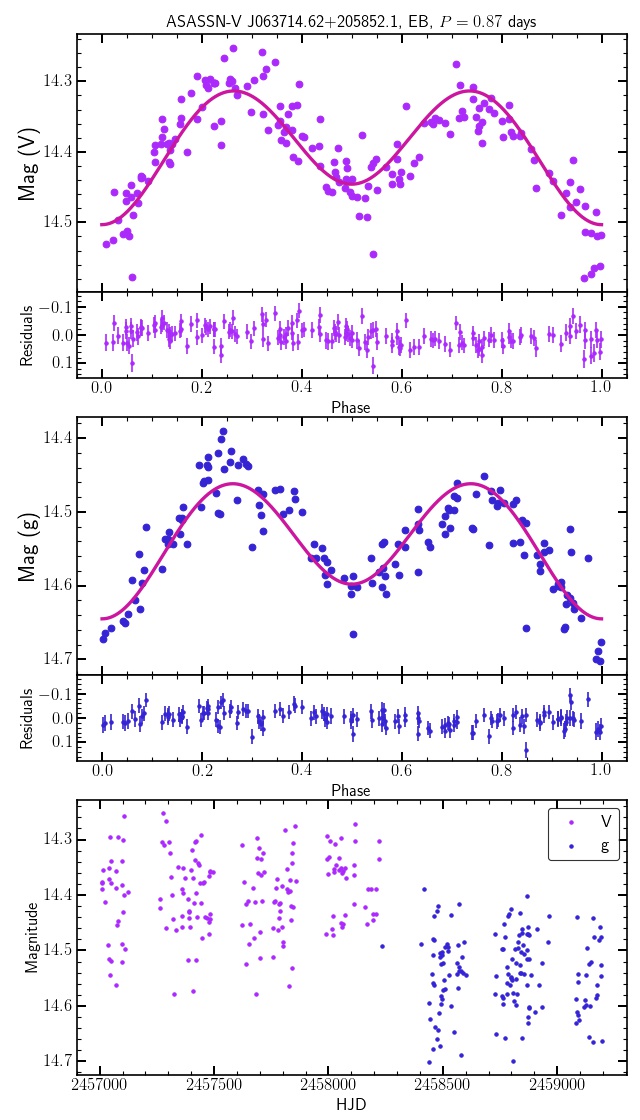 ASASSN-V J063714.62+205852.1, EB, P = 0.87 days
Mag (V)
14.3
14.4
14.5
Residuals
−0.1
0.0
0.1
0.0 0.2 0.4 0.6 0.8 1.0
Phase
Mag (g)
14.4
14.5
14.6
14.7
Residuals
−0.1
0.0
0.1
0.0 0.2 0.4 0.6 0.8 1.0
Phase
Magnitude
14.3
14.4
14.5
14.6
14.7
V
g
2457000 2457500 2458000 2458500 2459000
HJD